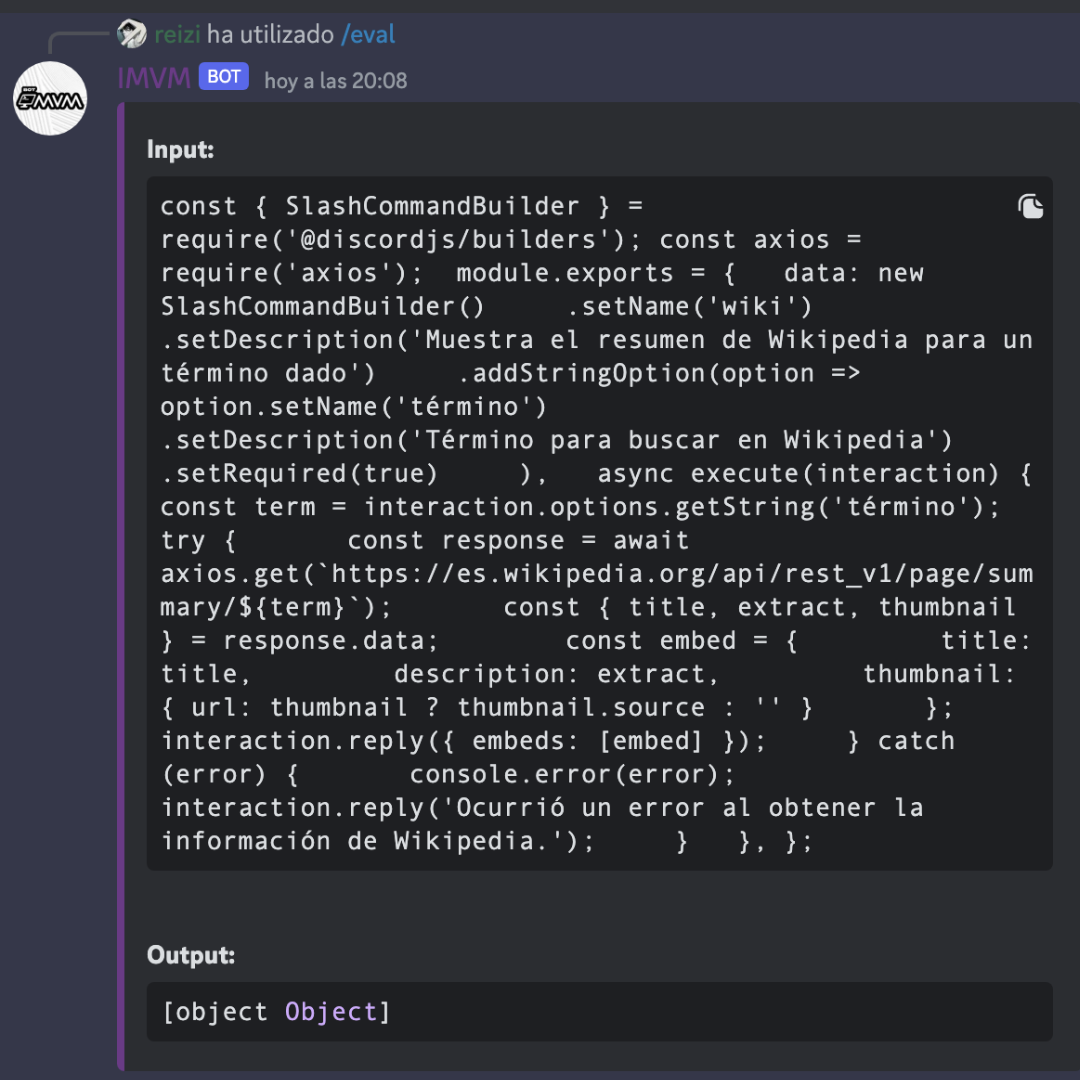 reizi ha utilizado /eval
BOT IMVM
IMVM BOT hoy a las 20:08
Input:
const { SlashCommandBuilder } =
require('@discordjs/builders'); const axios =
require('axios');  module.exports = {   data: new
SlashCommandBuilder()     .setName('wiki')
.setDescription('Muestra el resumen de Wikipedia para un
término dado')     .addStringOption(option =>
option.setName('término')
.setDescription('Término para buscar en Wikipedia')
.setRequired(true)     ),   async execute(interaction) {
const term = interaction.options.getString('término');
try {       const response = await
axios.get(`https://es.wikipedia.org/api/rest_v1/page/sum
mary/${term}`);       const { title, extract, thumbnail
} = response.data;        const embed = {         title:
title,         description: extract,         thumbnail:
{ url: thumbnail ? thumbnail.source : '' }       };
interaction.reply({ embeds: [embed] });     } catch
(error) {       console.error(error);
interaction.reply('Ocurrió un error al obtener la
información de Wikipedia.');     }   }, };
Output:
[object Object]